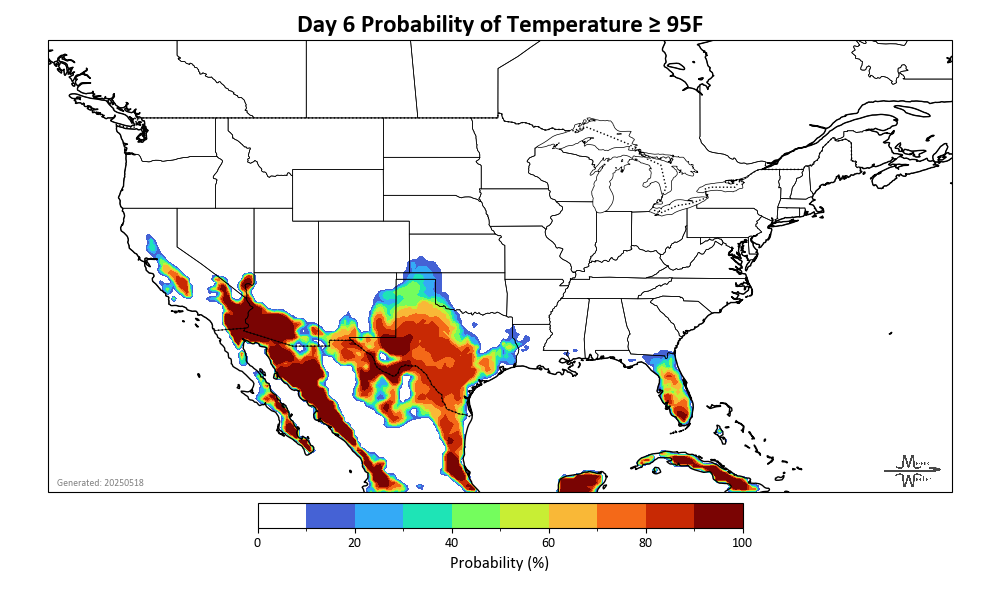 Day 6 Probability of Temperature ≥ 95F
Generated: 20250518
0 20 40 60 80 100
Probability (%)